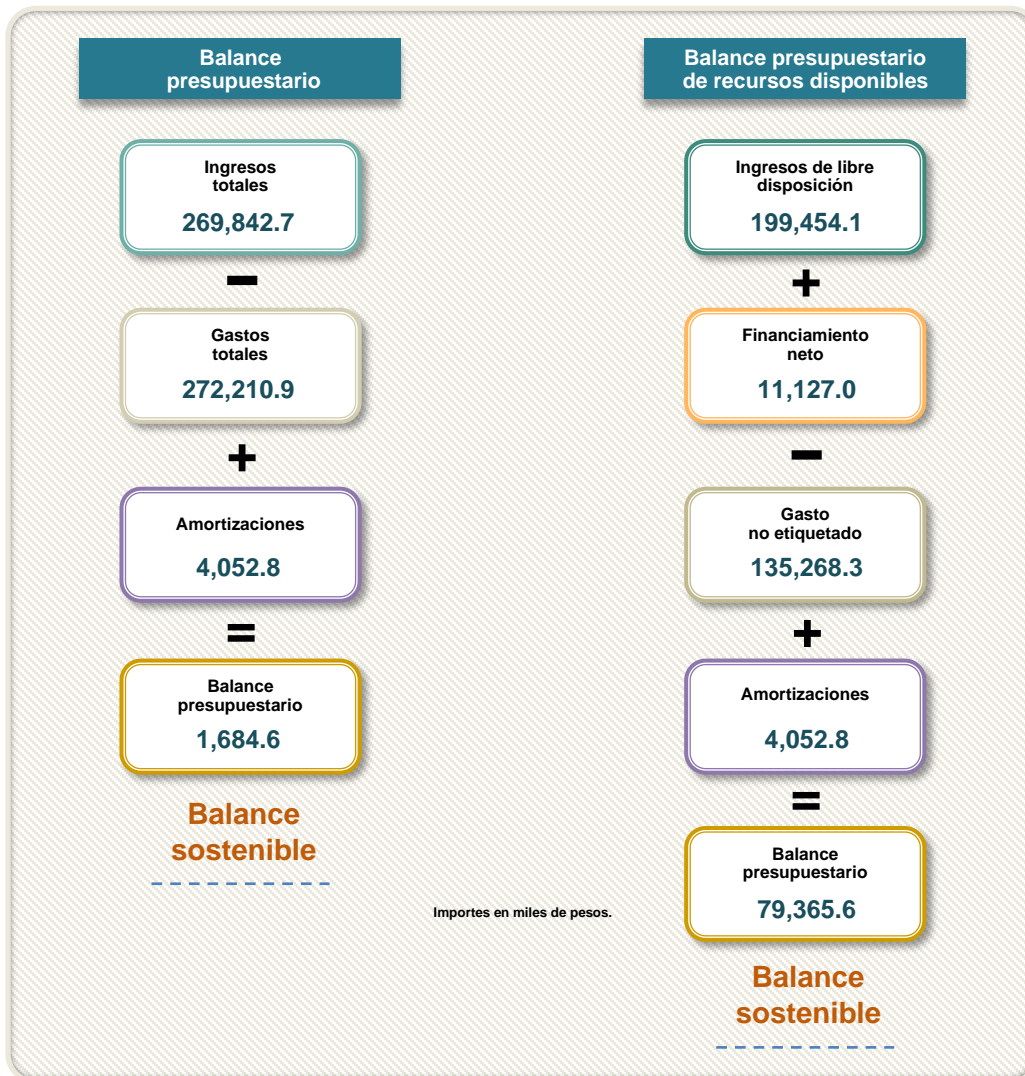 Balance
presupuestario
Ingresos
totales
269,842.7
−
Gastos
totales
272,210.9
+
Amortizaciones
4,052.8
=
Balance
presupuestario
1,684.6
Balance
sostenible
Balance presupuestario
de recursos disponibles
Ingresos de libre
disposición
199,454.1
+
Financiamiento
neto
11,127.0
−
Gasto
no etiquetado
135,268.3
+
Amortizaciones
4,052.8
=
Balance
presupuestario
79,365.6
Balance
sostenible
Importes en miles de pesos.